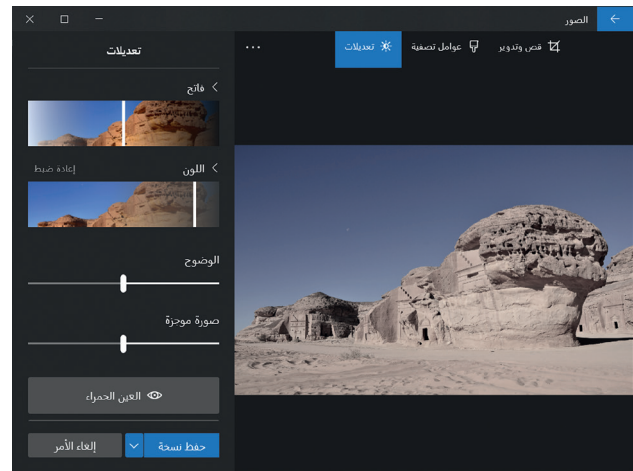 الصور
قص وتدوير
عوامل تصفية
تعديلات
تعديلات
فاتح
اللون
إعادة ضبط
الوضوح
صورة موجزة
العين الحمراء
حفظ نسخة
إلغاء الأمر